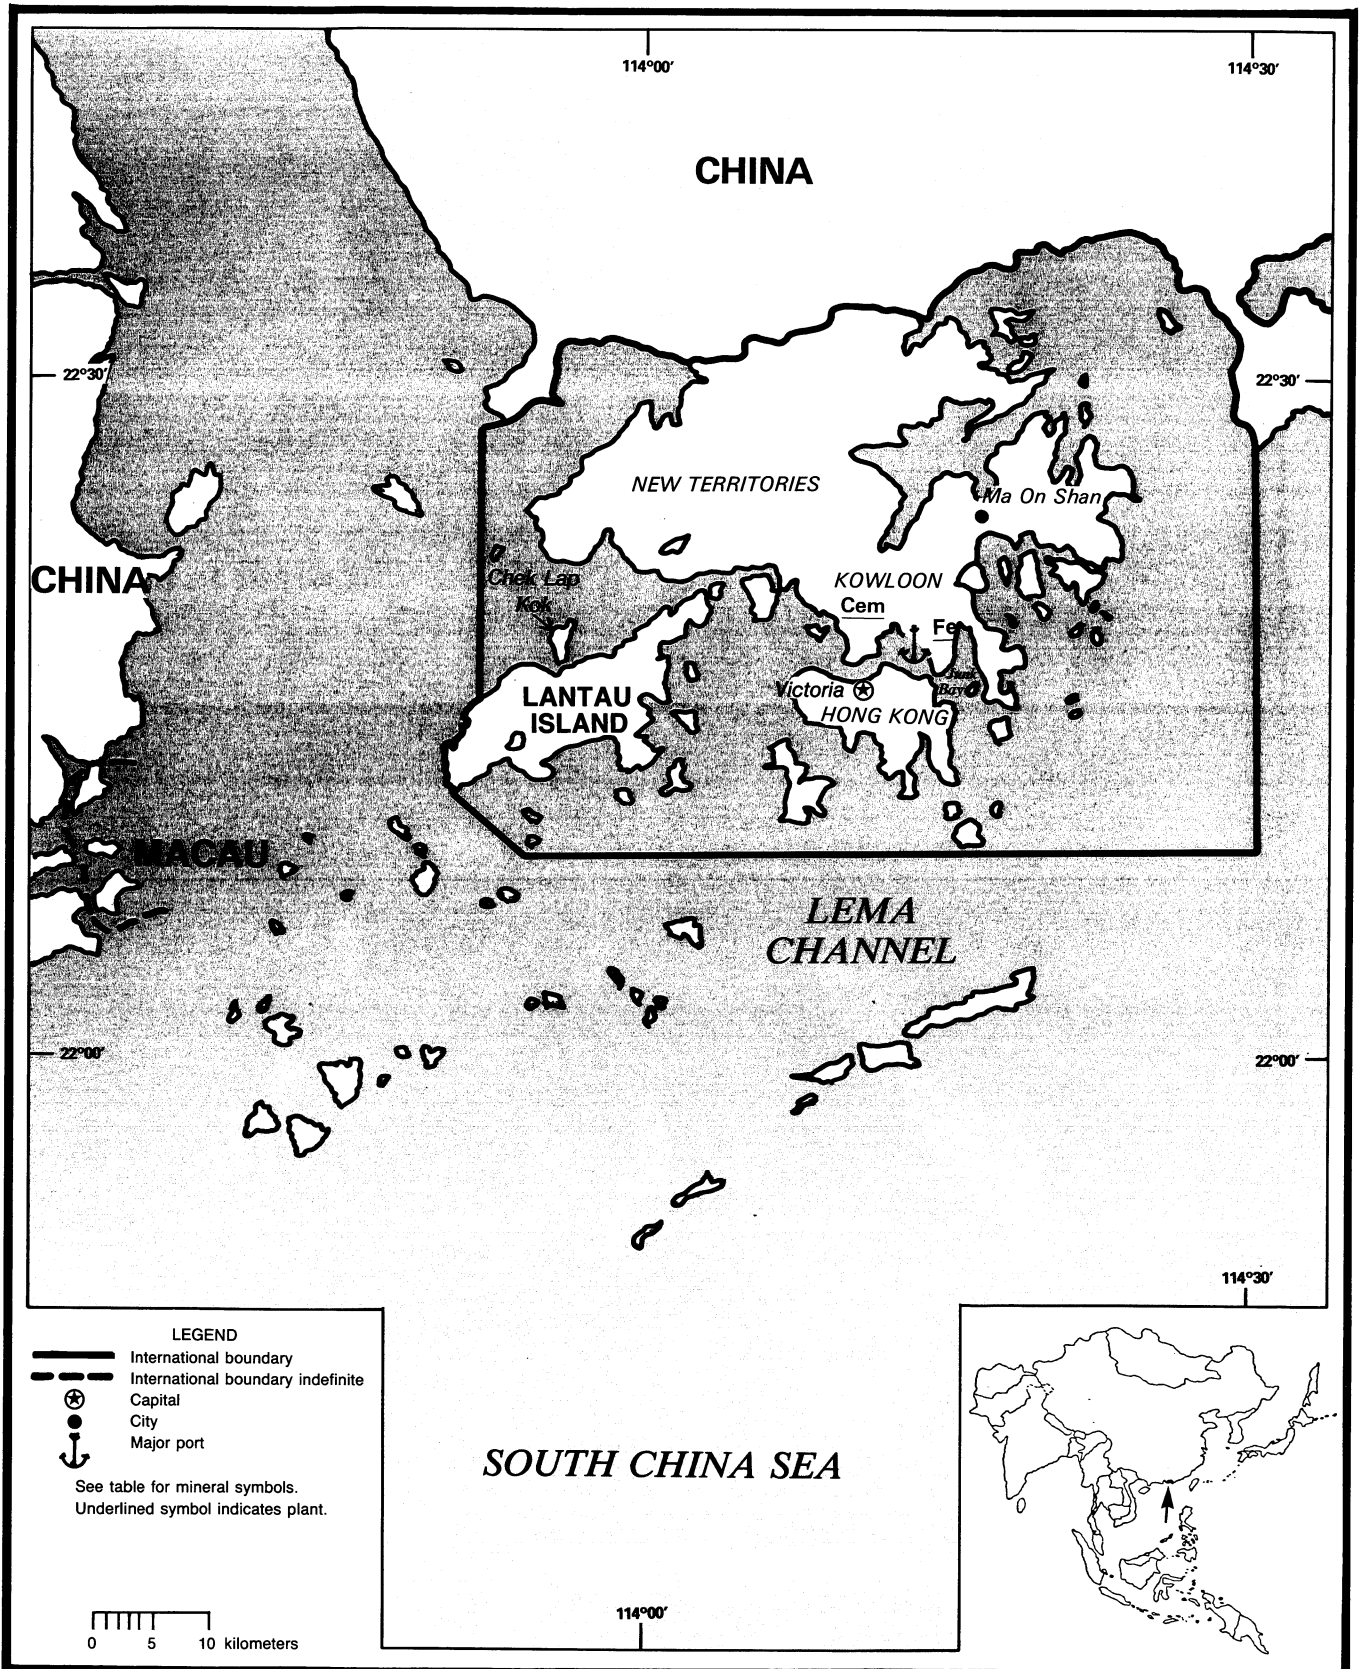 114°00′
114°30′
CHINA
22°30′
22°30′
NEW TERRITORIES
Ma On Shan
CHINA
Chek Lap
Kok
KOWLOON
Cem
Fe
Junk
Bay
Victoria
LANTAU
ISLAND
HONG KONG
MACAU
LEMA
CHANNEL
22°00′
22°00′
114°30′
LEGEND
International boundary
International boundary indefinite
Capital
City
Major port
See table for mineral symbols.
Underlined symbol indicates plant.
SOUTH CHINA SEA
114°00′
0 5 10 kilometers